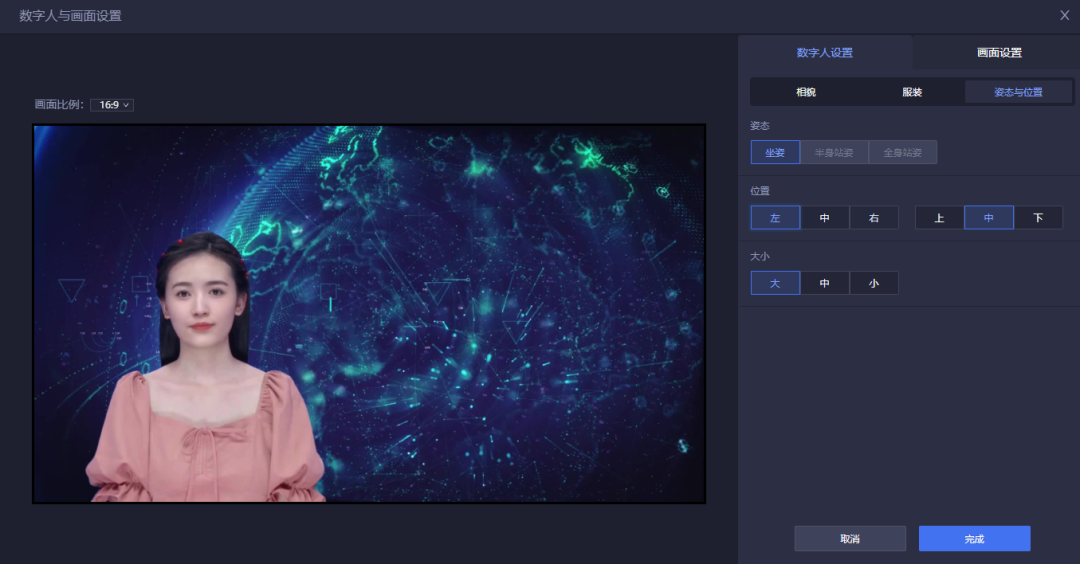 数字人与画面设置
画面比例: 16:9
数字人设置 画面设置
相貌 服装 姿态与位置
姿态
坐姿 半身站姿 全身站姿
位置
左 中 右 上 中 下
大小
大 中 小
取消 完成